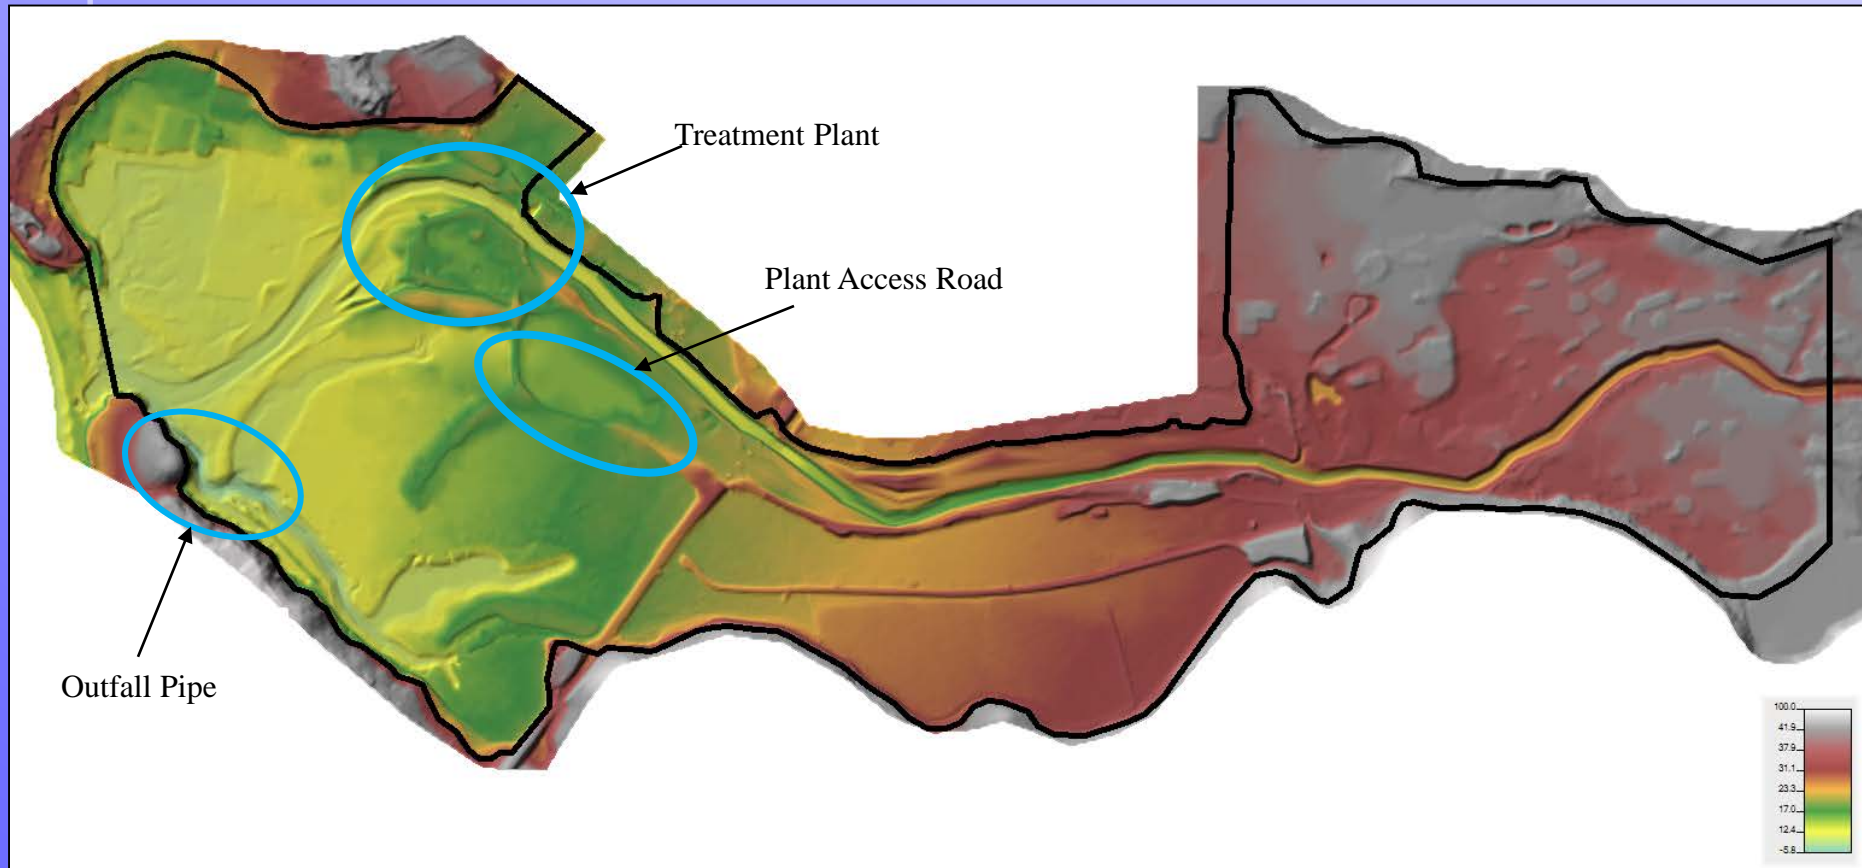 Treatment Plant
Plant Access Road
Outfall Pipe
100.0
41.9
37.9
31.1
23.3
17.0
12.4
-5.8